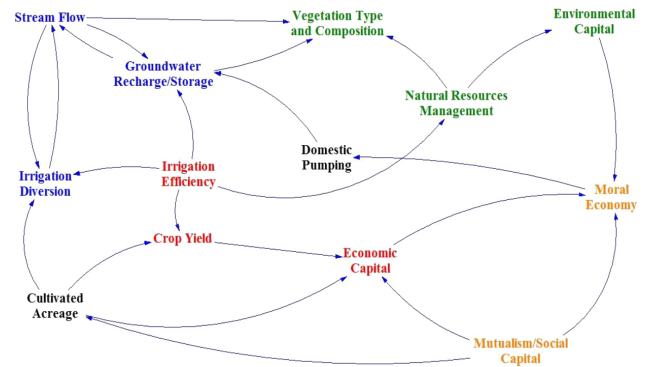 Stream Flow
Vegetation Type
and Composition
Environmental
Capital
Groundwater
Recharge/Storage
Natural Resources
Management
Domestic
Pumping
Irrigation
Diversion
Irrigation
Efficiency
Moral
Economy
Crop Yield
Economic
Capital
Cultivated
Acreage
Mutualism/Social
Capital